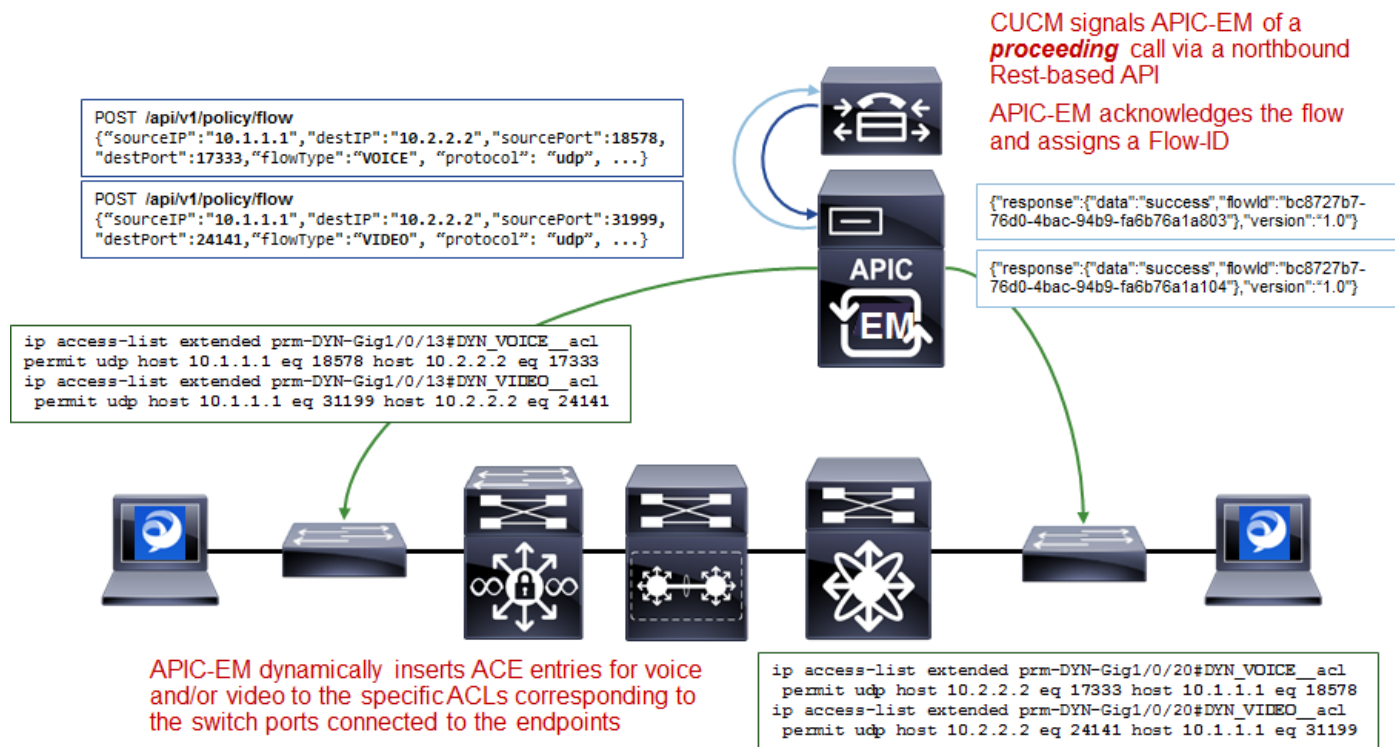 CUCM signals APIC-EM of a
proceeding call via a northbound
Rest-based API
APIC-EM acknowledges the flow
and assigns a Flow-ID
POST /api/v1/policy/flow
{“sourceIP":"10.1.1.1","destIP":"10.2.2.2","sourcePort":18578,
"destPort":17333,“flowType":“VOICE", “protocol”: “udp”, ...}
POST /api/v1/policy/flow
{"sourceIP":"10.1.1.1","destIP":"10.2.2.2","sourcePort":31999,
"destPort":24141,“flowType":“VIDEO", “protocol”: “udp”, ...}
{"response":{"data":"success","flowId":"bc8727b7-
76d0-4bac-94b9-fa6b76a1a803"},"version":“1.0"}
{"response":{"data":"success","flowId":"bc8727b7-
76d0-4bac-94b9-fa6b76a1a104"},"version":“1.0"}
APIC
EM
ip access-list extended prm-DYN-Gig1/0/13#DYN_VOICE__acl
permit udp host 10.1.1.1 eq 18578 host 10.2.2.2 eq 17333
ip access-list extended prm-DYN-Gig1/0/13#DYN_VIDEO__acl
permit udp host 10.1.1.1 eq 31199 host 10.2.2.2 eq 24141
APIC-EM dynamically inserts ACE entries for voice
and/or video to the specific ACLs corresponding to
the switch ports connected to the endpoints
ip access-list extended prm-DYN-Gig1/0/20#DYN_VOICE__acl
permit udp host 10.2.2.2 eq 17333 host 10.1.1.1 eq 18578
ip access-list extended prm-DYN-Gig1/0/20#DYN_VIDEO__acl
permit udp host 10.2.2.2 eq 24141 host 10.1.1.1 eq 31199